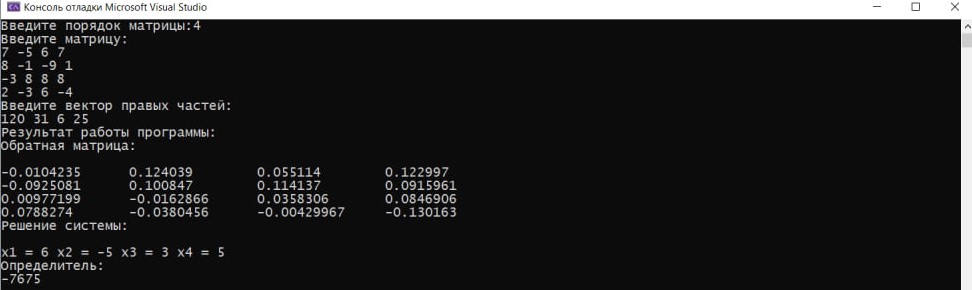 Консоль отладки Microsoft Visual Studio
Введите порядок матрицы:4
Введите матрицу:
7 -5 6 7
8 -1 -9 1
-3 8 8 8
2 -3 6 -4
Введите вектор правых частей:
120 31 6 25
Результат работы программы:
Обратная матрица:
-0.0104235 0.124039 0.055114 0.122997
-0.0925081 0.100847 0.114137 0.0915961
0.00977199 -0.0162866 0.0358306 0.0846906
0.0788274 -0.0380456 -0.00429967 -0.130163
Решение системы:
x1 = 6 x2 = -5 x3 = 3 x4 = 5
Определитель:
-7675